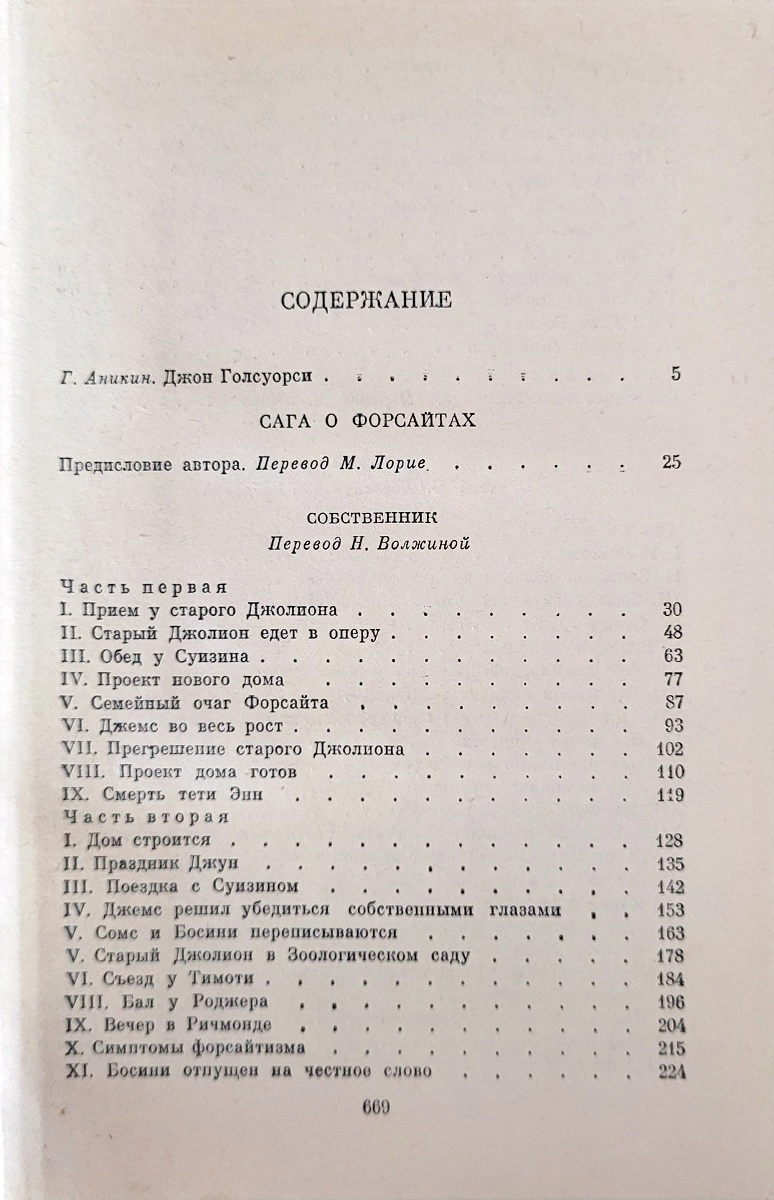 СОДЕРЖАНИЕ
Г. Аникин. Джон Голсуорси . . . . . . . . . . 5
САГА О ФОРСАЙТАХ
Предисловие автора. Перевод М. Лорие . . . . . . 25
СОБСТВЕННИК
Перевод Н. Волжиной
Часть первая
I. Прием у старого Джолиона . . . . . . . . . 30
II. Старый Джолион едет в оперу . . . . . . . . 48
III. Обед у Суизина . . . . . . . . . . . . 63
IV. Проект нового дома . . . . . . . . . . 77
V. Семейный очаг Форсайта . . . . . . . . . 87
VI. Джемс во весь рост . . . . . . . . . . . 93
VII. Прегрешение старого Джолиона . . . . . . . 102
VIII. Проект дома готов . . . . . . . . . . 110
IX. Смерть тети Энн . . . . . . . . . . . 119
Часть вторая
I. Дом строится . . . . . . . . . . . . . 128
II. Праздник Джун . . . . . . . . . . . . 135
III. Поездка с Суизином . . . . . . . . . . 142
IV. Джемс решил убедиться собственными глазами . . 153
V. Сомс и Босини переписываются . . . . . . . 163
V. Старый Джолион в Зоологическом саду . . . . . 178
VI. Съезд у Тимоти . . . . . . . . . . . . 184
VIII. Бал у Роджера . . . . . . . . . . . 196
IX. Вечер в Ричмонде . . . . . . . . . . . 204
X. Симптомы форсайтизма . . . . . . . . . . 215
XI. Босини отпущен на честное слово . . . . . . 224
669